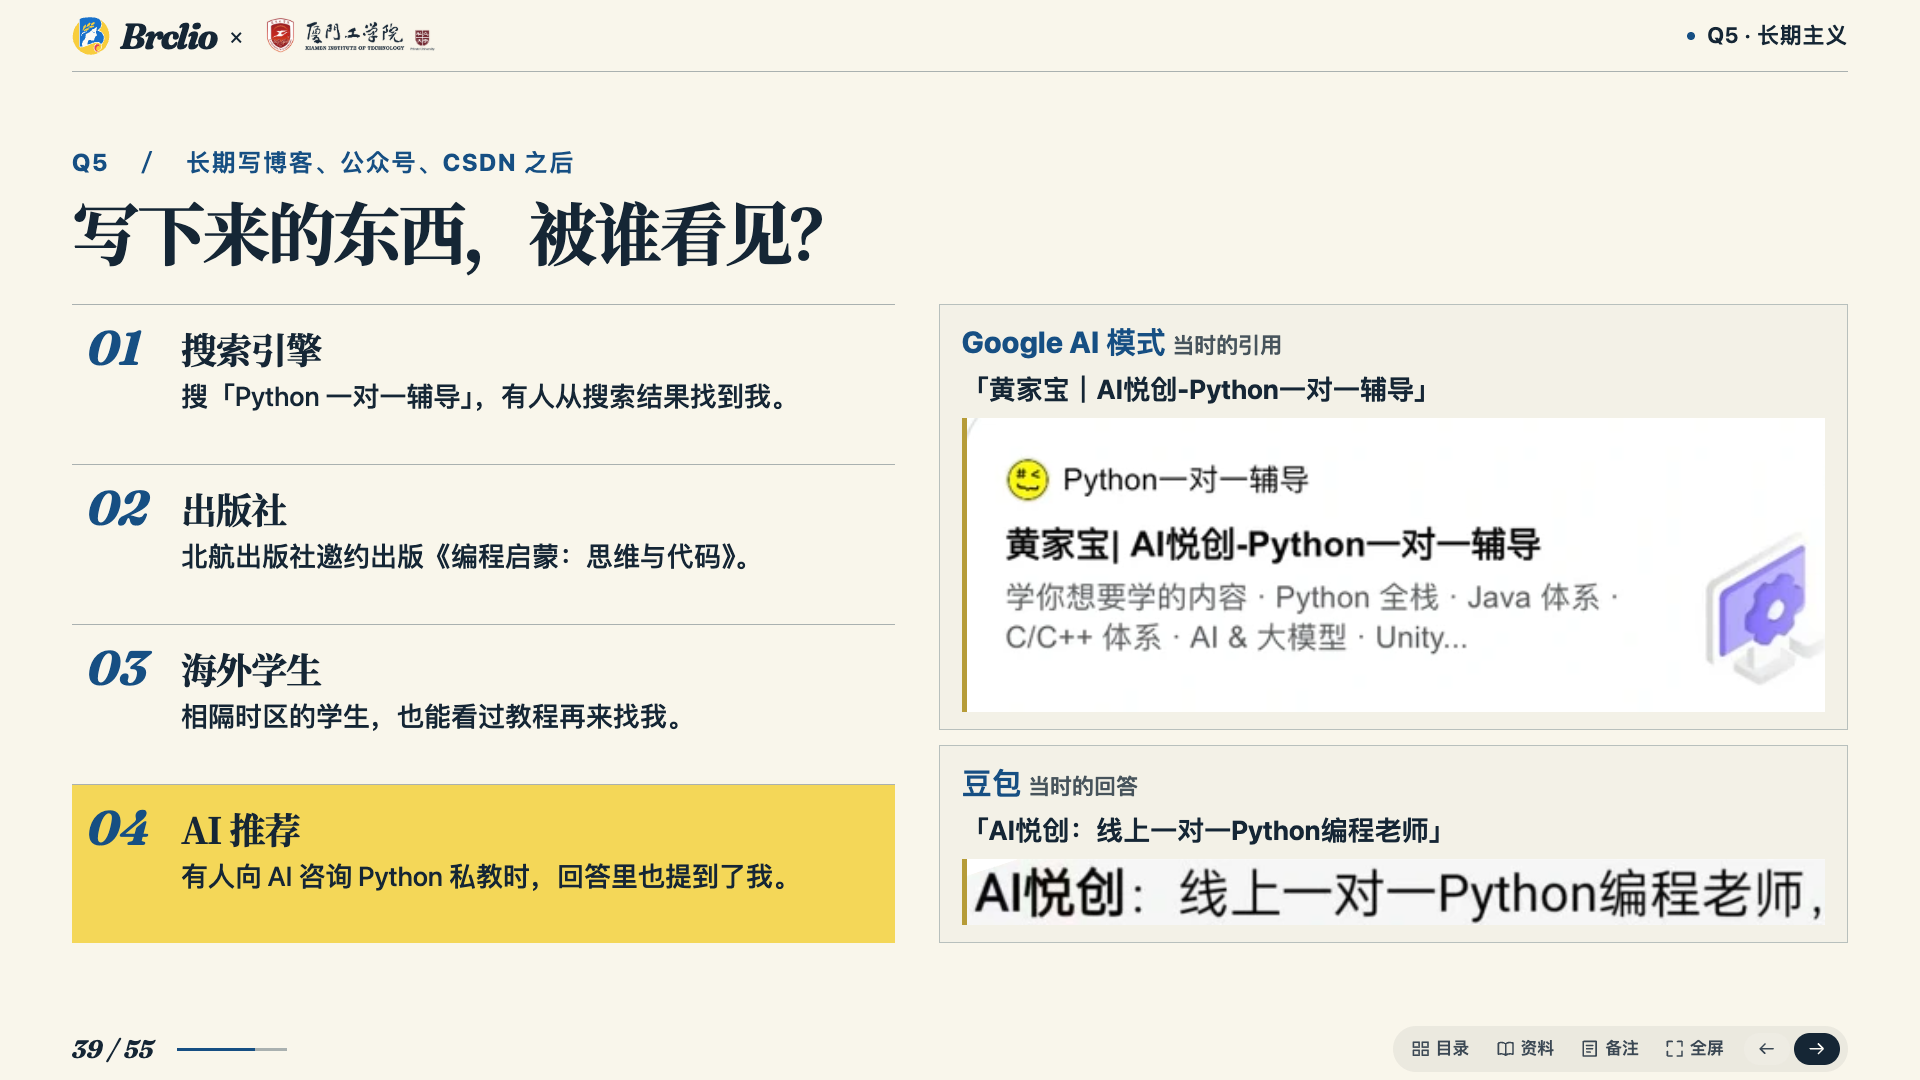 Brclio × 廈門工学院
XIAMEN INSTITUTE OF TECHNOLOGY
Q5 · 长期主义
Q5 / 长期写博客、公众号、CSDN 之后
写下来的东西，被谁看见？
01 搜索引擎
搜「Python 一对一辅导」，有人从搜索结果找到我。
02 出版社
北航出版社邀约出版《编程启蒙：思维与代码》。
03 海外学生
相隔时区的学生，也能看过教程再来找我。
04 AI 推荐
有人向 AI 咨询 Python 私教时，回答里也提到了我。
Google AI 模式 当时的引用
「黄家宝｜AI悦创-Python一对一辅导」
Python一对一辅导
黄家宝| AI悦创-Python一对一辅导
学你想要学的内容 · Python 全栈 · Java 体系 ·
C/C++ 体系 · AI & 大模型 · Unity...
豆包 当时的回答
「AI悦创：线上一对一Python编程老师」
AI悦创：线上一对一Python编程老师，
39 / 55
目录 资料 备注 全屏